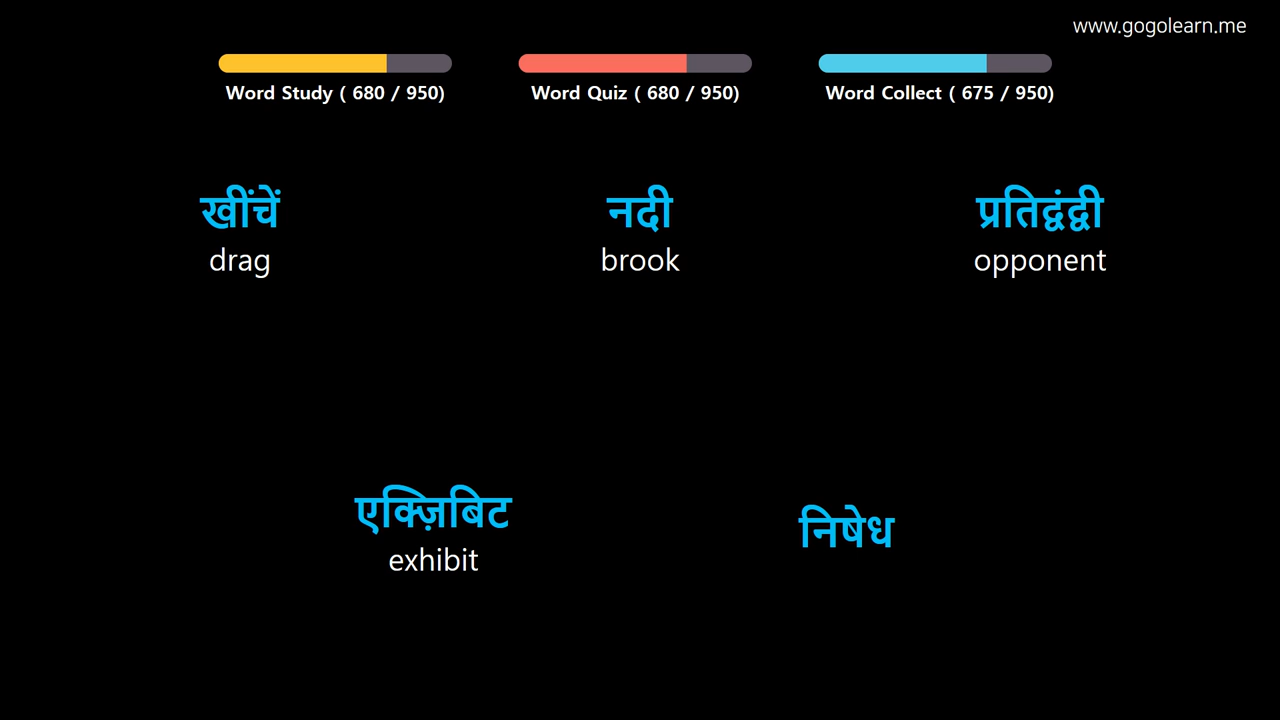 www.gogolearn.me
Word Study ( 680 / 950)
Word Quiz ( 680 / 950)
Word Collect ( 675 / 950)
खींचें
drag
नदी
brook
प्रतिद्वंद्वी
opponent
एक्ज़िबिट
exhibit
निषेध